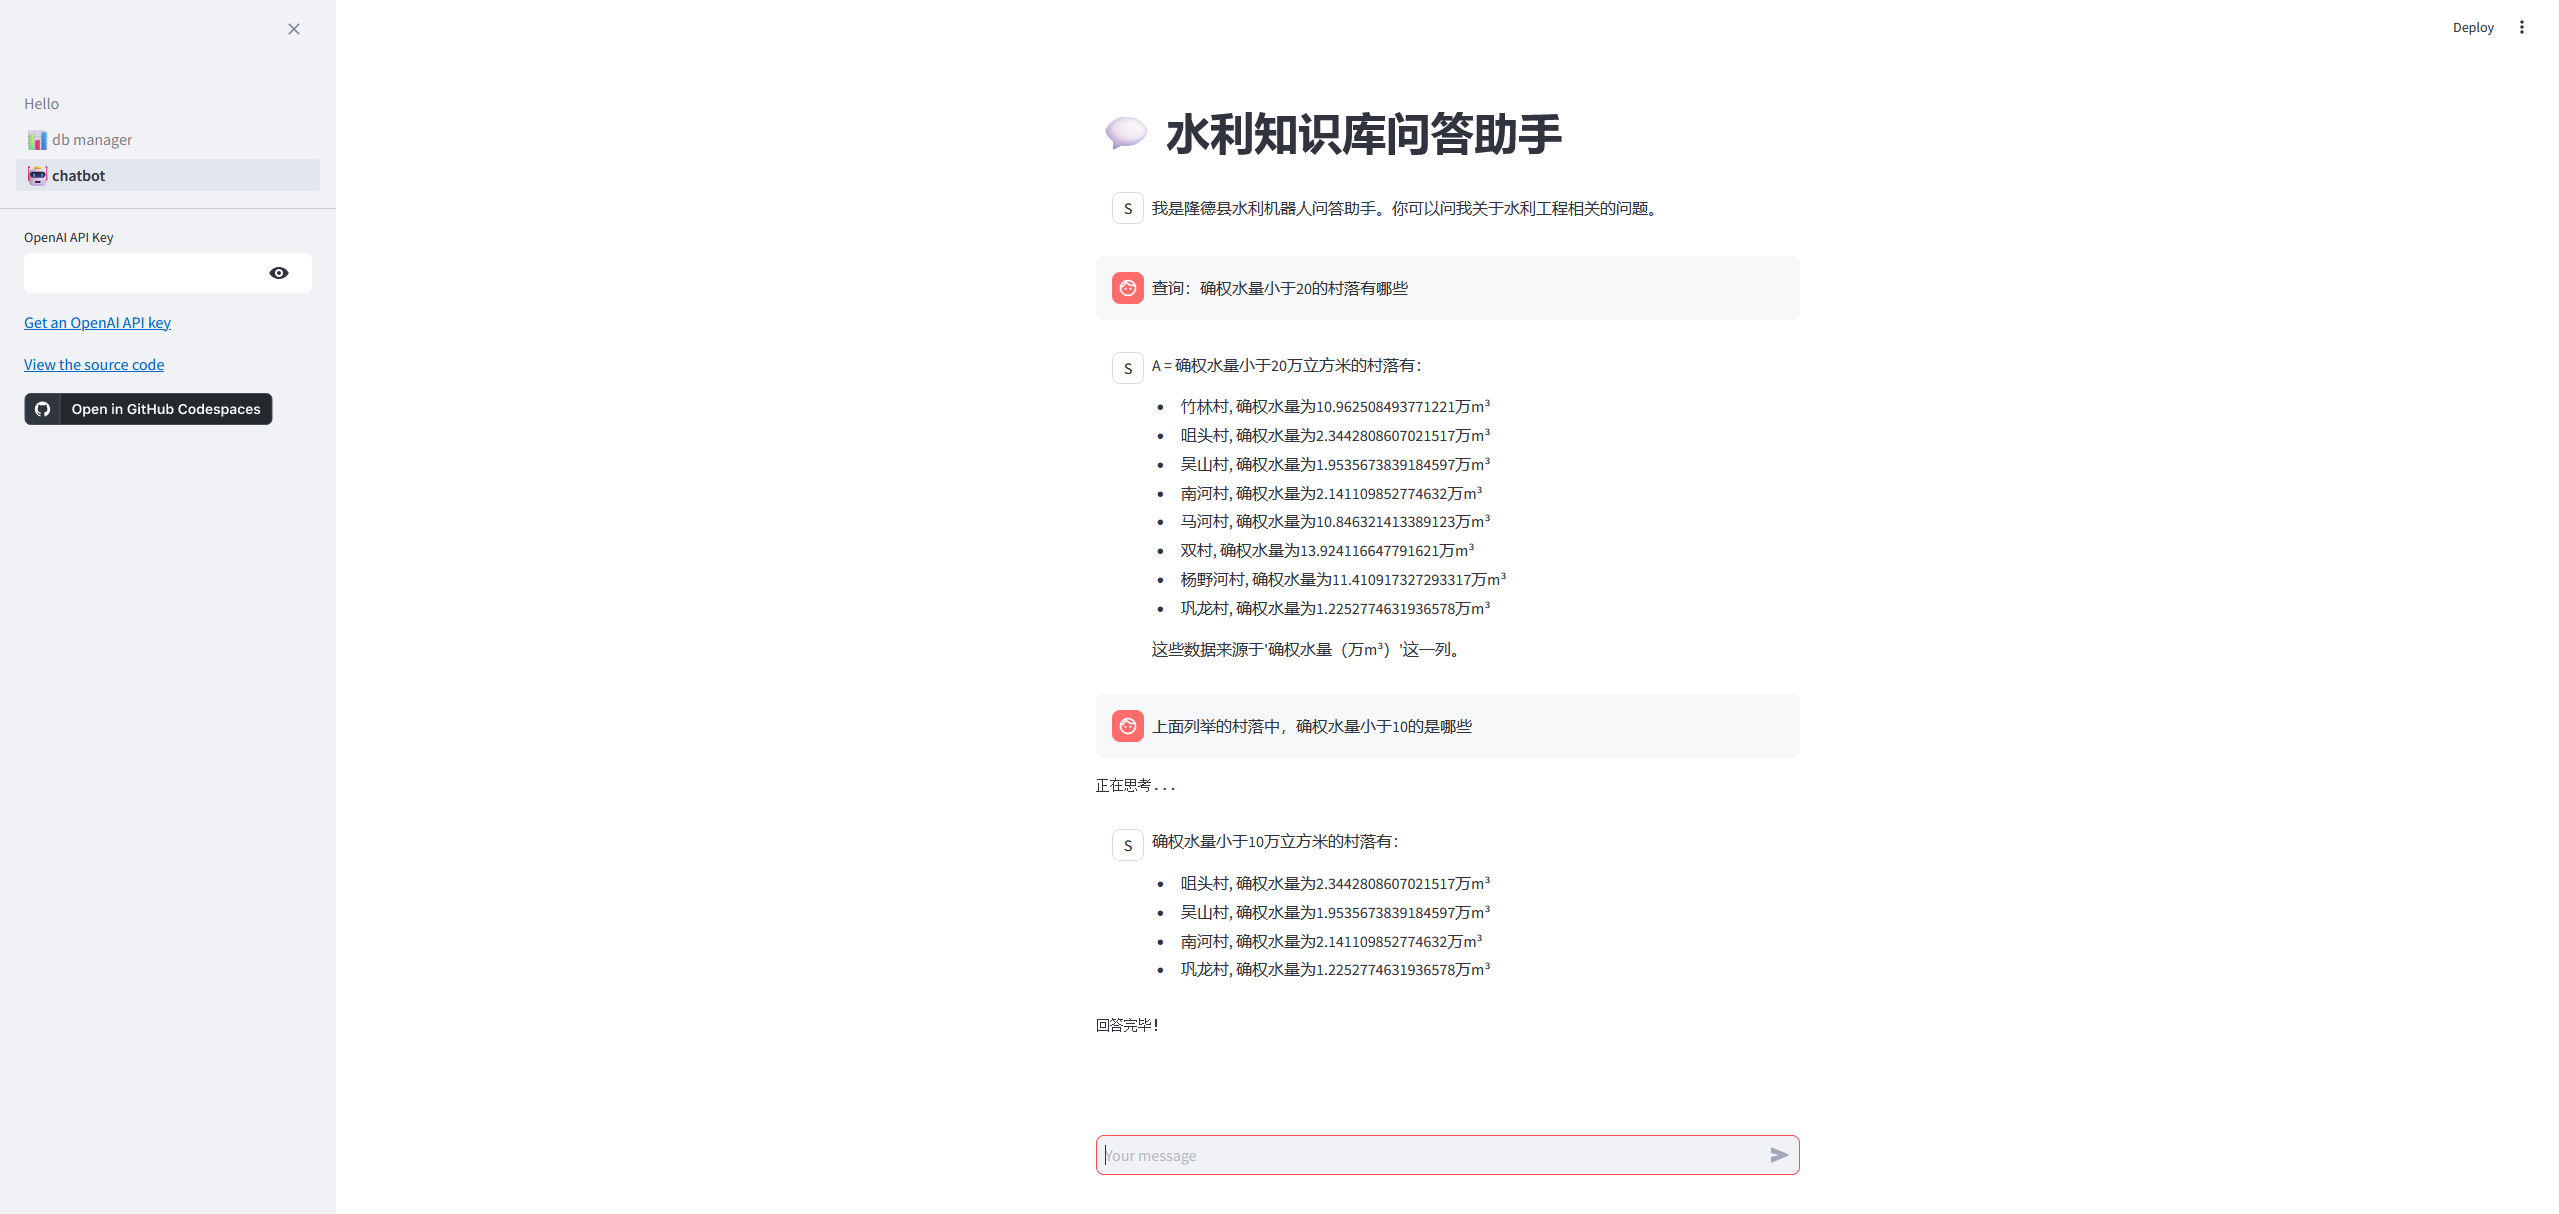 Deploy
Hello
db manager
chatbot
OpenAI API Key
Get an OpenAI API key
View the source code
Open in GitHub Codespaces
水利知识库问答助手
S
我是隆德县水利机器人问答助手。你可以问我关于水利工程相关的问题。
查询：确权水量小于20的村落有哪些
S
A = 确权水量小于20万立方米的村落有：
• 竹林村, 确权水量为10.962508493771221万m³
• 咀头村, 确权水量为2.3442808607021517万m³
• 吴山村, 确权水量为1.9535673839184597万m³
• 南河村, 确权水量为2.141109852774632万m³
• 马河村, 确权水量为10.846321413389123万m³
• 双村, 确权水量为13.924116647791621万m³
• 杨野河村, 确权水量为11.410917327293317万m³
• 巩龙村, 确权水量为1.2252774631936578万m³
这些数据来源于'确权水量（万m³）'这一列。
上面列举的村落中，确权水量小于10的是哪些
正在思考...
S
确权水量小于10万立方米的村落有：
• 咀头村, 确权水量为2.3442808607021517万m³
• 吴山村, 确权水量为1.9535673839184597万m³
• 南河村, 确权水量为2.141109852774632万m³
• 巩龙村, 确权水量为1.2252774631936578万m³
回答完毕!
Your message